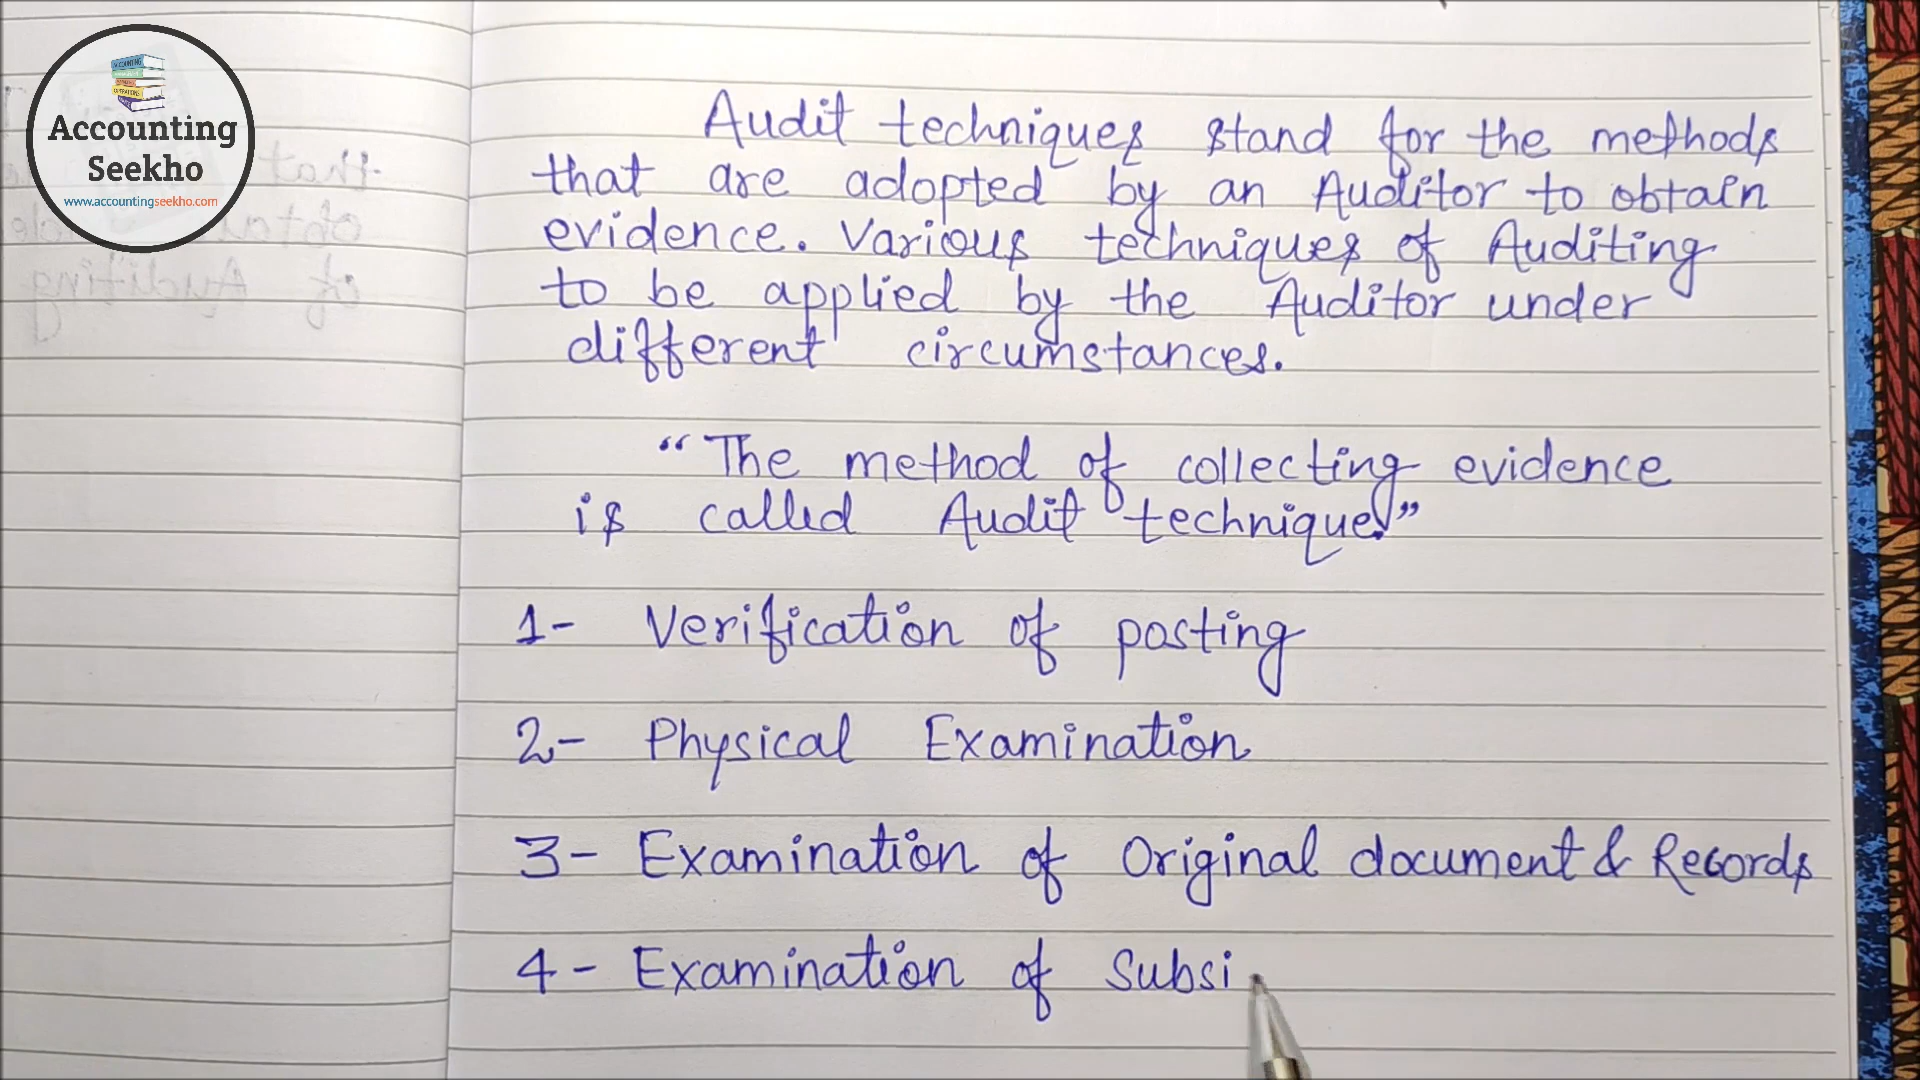 Accounting
Seekho
www.accountingseekho.com
Audit techniques stand for the methods
that are adopted by an Auditor to obtain
evidence. Various techniques of Auditing
to be applied by the Auditor under
different circumstances.
“The method of collecting evidence
is called Audit technique.”
1- Verification of posting
2- Physical Examination
3- Examination of Original document & Records
4- Examination of Subsi